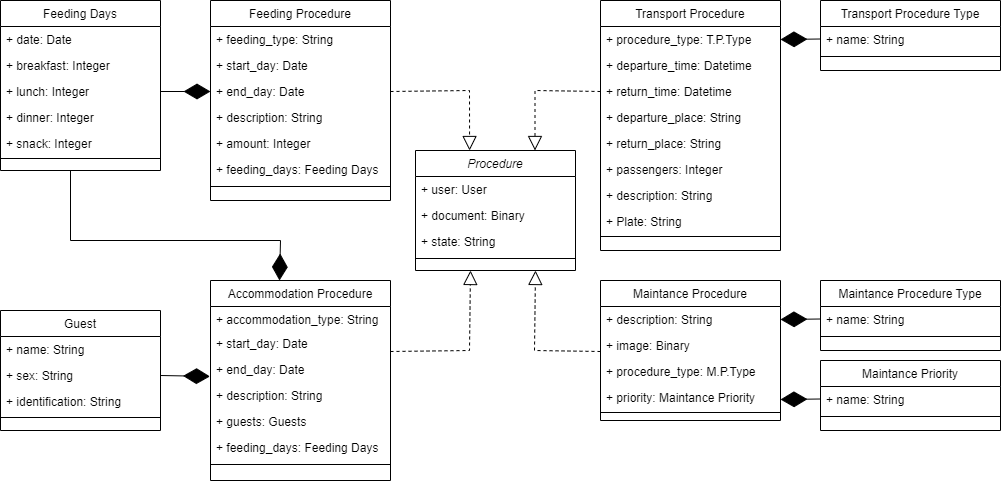 Feeding Days
+ date: Date
+ breakfast: Integer
+ lunch: Integer
+ dinner: Integer
+ snack: Integer
Feeding Procedure
+ feeding_type: String
+ start_day: Date
+ end_day: Date
+ description: String
+ amount: Integer
+ feeding_days: Feeding Days
Procedure
+ user: User
+ document: Binary
+ state: String
Transport Procedure
+ procedure_type: T.P.Type
+ departure_time: Datetime
+ return_time: Datetime
+ departure_place: String
+ return_place: String
+ passengers: Integer
+ description: String
+ Plate: String
Transport Procedure Type
+ name: String
Guest
+ name: String
+ sex: String
+ identification: String
Accommodation Procedure
+ accommodation_type: String
+ start_day: Date
+ end_day: Date
+ description: String
+ guests: Guests
+ feeding_days: Feeding Days
Maintance Procedure
+ description: String
+ image: Binary
+ procedure_type: M.P.Type
+ priority: Maintance Priority
Maintance Procedure Type
+ name: String
Maintance Priority
+ name: String